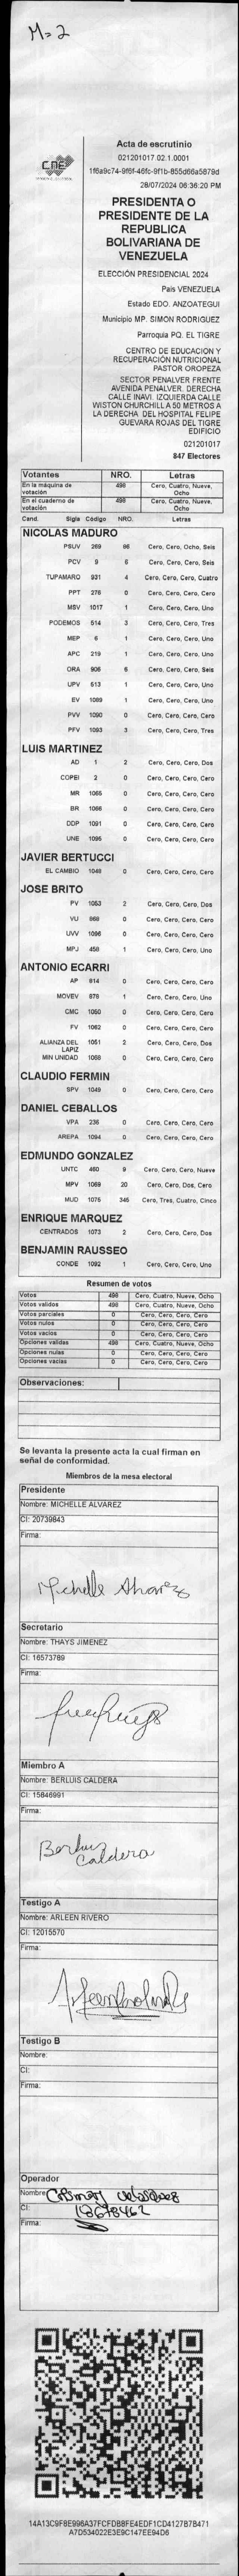 M=2
Acta de escrutinio
021201017.02.1.0001
CNE
28/07/2024 06:36:20 PM
PRESIDENTA O
PRESIDENTE DE LA
REPUBLICA
BOLIVARIANA DE
VENEZUELA
ELECCIÓN PRESIDENCIAL 2024
Pais VENEZUELA
Estado EDO. ANZOATEGUI
Municipio MP. SIMON RODRIGUEZ
Parroquia PQ. EL TIGRE
CENTRO DE EDUCACION Y
RECUPERACIÓN NUTRICIONAL
PASTOR OROPEZA
SECTOR PENALVER FRENTE
AVENIDA PENALVER. DERECHA
CALLE INAVI. IZQUIERDA CALLE
WISTON CHURCHILL A 50 METROS A
LA DERECHA DEL HOSPITAL FELIPE
GUEVARA ROJAS DEL TIGRE
EDIFICIO
021201017
847 Electores
Votantes NRO. Letras
En la máquina de votación 498 Cero, Cuatro, Nueve, Ocho
En el cuaderno de votación 498 Cero, Cuatro, Nueve, Ocho
Cand. Sigla Código NRO. Letras
NICOLAS MADURO
PSUV 269 86 Cero, Cero, Ocho, Seis
PCV 9 6 Cero, Cero, Cero, Seis
TUPAMARO 931 4 Cero, Cero, Cero, Cuatro
PPT 278 0 Cero, Cero, Cero, Cero
MSV 1017 1 Cero, Cero, Cero, Uno
PODEMOS 514 3 Cero, Cero, Cero, Tres
MEP 6 1 Cero, Cero, Cero, Uno
APC 219 1 Cero, Cero, Cero, Uno
ORA 906 6 Cero, Cero, Cero, Seis
UPV 613 1 Cero, Cero, Cero, Uno
EV 1089 1 Cero, Cero, Cero, Uno
PVV 1090 0 Cero, Cero, Cero, Cero
PFV 1093 3 Cero, Cero, Cero, Tres
LUIS MARTINEZ
AD 1 2 Cero, Cero, Cero, Dos
COPEI 2 0 Cero, Cero, Cero, Cero
MR 1065 0 Cero, Cero, Cero, Cero
BR 1066 0 Cero, Cero, Cero, Cero
DDP 1091 0 Cero, Cero, Cero, Cero
UNE 1095 0 Cero, Cero, Cero, Cero
JAVIER BERTUCCI
EL CAMBIO 1048 0 Cero, Cero, Cero, Cero
JOSE BRITO
PV 1053 2 Cero, Cero, Cero, Dos
VU 868 0 Cero, Cero, Cero, Cero
UVV 1096 0 Cero, Cero, Cero, Cero
MPJ 458 1 Cero, Cero, Cero, Uno
ANTONIO ECARRI
AP 914 0 Cero, Cero, Cero, Cero
MOVEV 878 1 Cero, Cero, Cero, Uno
CMC 1050 0 Cero, Cero, Cero, Cero
FV 1062 0 Cero, Cero, Cero, Cero
ALIANZA DEL LAPIZ 1051 2 Cero, Cero, Cero, Dos
MIN UNIDAD 1068 0 Cero, Cero, Cero, Cero
CLAUDIO FERMIN
SPV 1049 0 Cero, Cero, Cero, Cero
DANIEL CEBALLOS
VPA 236 0 Cero, Cero, Cero, Cero
AREPA 1094 0 Cero, Cero, Cero, Cero
EDMUNDO GONZALEZ
UNTC 460 9 Cero, Cero, Cero, Nueve
MPV 1069 20 Cero, Cero, Dos, Cero
MUD 1075 345 Cero, Tres, Cuatro, Cinco
ENRIQUE MARQUEZ
CENTRADOS 1073 2 Cero, Cero, Cero, Dos
BENJAMIN RAUSSEO
CONDE 1092 1 Cero, Cero, Cero, Uno
Resumen de votos
Votos 498 Cero, Cuatro, Nueve, Ocho
Votos validos 498 Cero, Cuatro, Nueve, Ocho
Votos parciales 0 Cero, Cero, Cero, Cero
Votos nulos 0 Cero, Cero, Cero, Cero
Votos vacios 0 Cero, Cero, Cero, Cero
Opciones validas 498 Cero, Cuatro, Nueve, Ocho
Opciones nulas 0 Cero, Cero, Cero, Cero
Opciones vacias 0 Cero, Cero, Cero, Cero
Observaciones:
Se levanta la presente acta la cual firman en
señal de conformidad.
Miembros de la mesa electoral
Presidente
Nombre: MICHELLE ALVAREZ
CI: 20739843
Firma:
Michelle Alvarez
Secretario
Nombre: THAYS JIMENEZ
CI: 16573789
Firma:
Miembro A
Nombre: BERLUIS CALDERA
CI: 15846991
Firma:
Berluis
Caldera
Testigo A
Nombre: ARLEEN RIVERO
CI: 12015570
Firma:
Testigo B
Nombre:
CI:
Firma:
Operador
Nombre:
CI:
Firma: